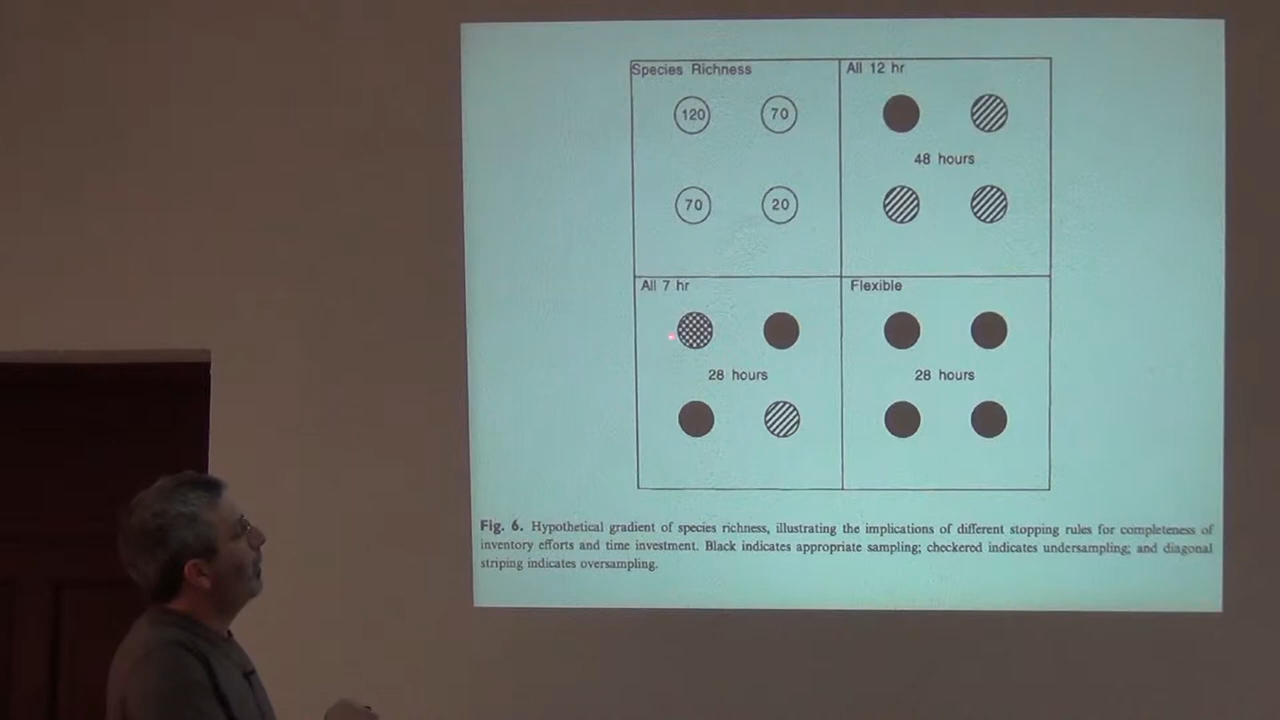 Species Richness
120 70
70 20
All 12 hr
48 hours
All 7 hr
28 hours
Flexible
28 hours
Fig. 6. Hypothetical gradient of species richness, illustrating the implications of different stopping rules for completeness of
inventory efforts and time investment. Black indicates appropriate sampling; checkered indicates undersampling; and diagonal
striping indicates oversampling.